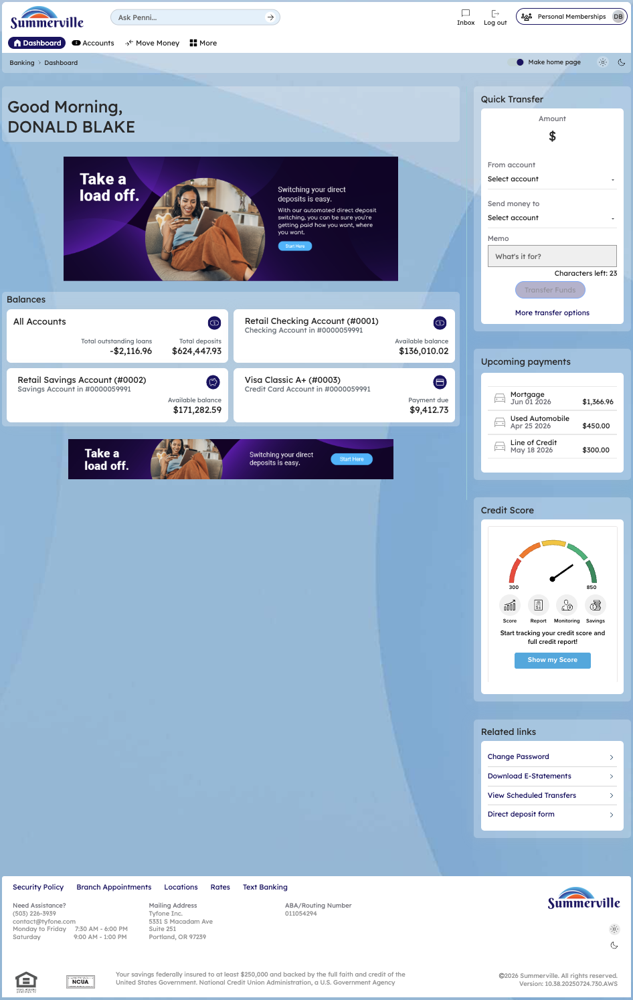 Summerville
Ask Penni...
Inbox
Log out
Personal Memberships
DB
Dashboard
Accounts
Move Money
More
Banking > Dashboard
Make home page
Good Morning,
DONALD BLAKE
Take a
load off.
Switching your direct
deposits is easy.
With our automated direct deposit
switching, you can be sure you're
getting paid how you want, where
you want.
Start Here
Balances
All Accounts
Total outstanding loans
-$2,116.96
Total deposits
$624,447.93
Retail Checking Account (#0001)
Checking Account in #0000059991
Available balance
$136,010.02
Retail Savings Account (#0002)
Savings Account in #0000059991
Available balance
$171,282.59
Visa Classic A+ (#0003)
Credit Card Account in #0000059991
Payment due
$9,412.73
Take a
load off.
Switching your direct
deposits is easy.
Start Here
Quick Transfer
Amount
$
From account
Select account
Send money to
Select account
Memo
What's it for?
Characters left: 23
Transfer Funds
More transfer options
Upcoming payments
Mortgage
Jun 01 2026
$1,366.96
Used Automobile
Apr 25 2026
$450.00
Line of Credit
May 18 2026
$300.00
Credit Score
300
850
Score
Report
Monitoring
Savings
Start tracking your credit score and
full credit report!
Show my Score
Related links
Change Password
Download E-Statements
View Scheduled Transfers
Direct deposit form
Security Policy
Branch Appointments
Locations
Rates
Text Banking
Need Assistance?
(503) 226-3939
contact@tyfone.com
Monday to Friday 7:30 AM - 6:00 PM
Saturday 9:00 AM - 1:00 PM
Mailing Address
Tyfone Inc.
5331 S Macadam Ave
Suite 251
Portland, OR 97239
ABA/Routing Number
011054294
Summerville
NCUA
Your savings federally insured to at least $250,000 and backed by the full faith and credit of the
United States Government. National Credit Union Administration, a U.S. Government Agency
©2026 Summerville. All rights reserved.
Version: 10.38.20250724.730.AWS